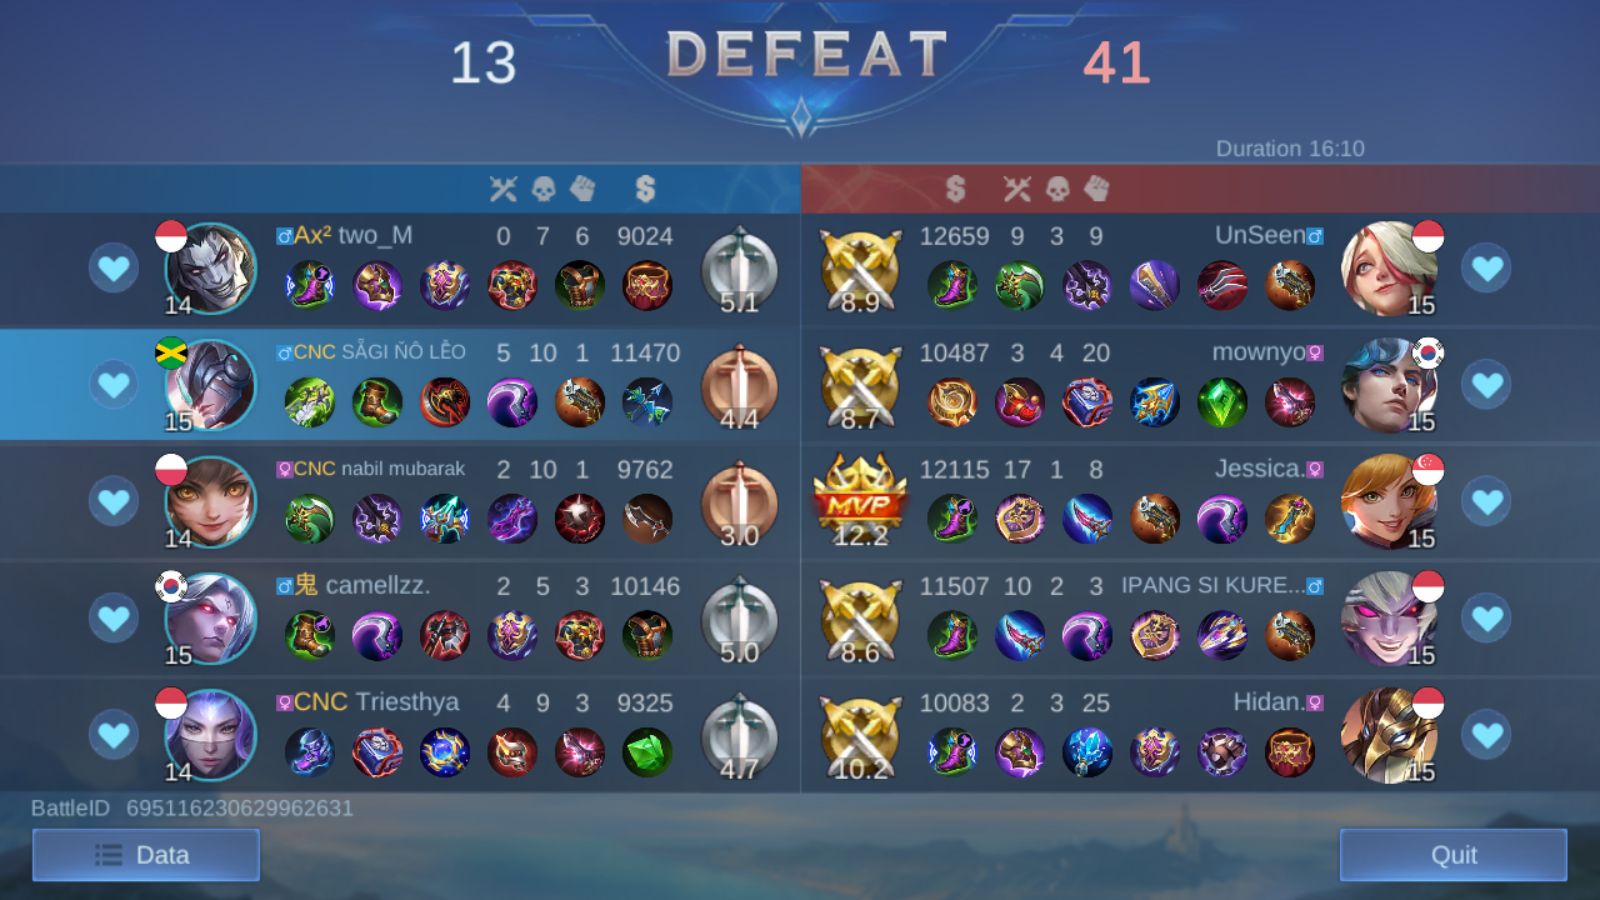 13 DEFEAT 41
Duration 16:10
Ax² two_M 0 7 6 9024
14 5.1
12659 9 3 9 UnSeen
8.9 15
CNC SẴGI ŇÔ LẺO 5 10 1 11470
15 4.4
10487 3 4 20 mownyo
8.7 15
CNC nabil mubarak 2 10 1 9762
14 3.0
12115 17 1 8 Jessica.
MVP
12.2 15
鬼 camellzz. 2 5 3 10146
15 5.0
11507 10 2 3 IPANG SI KURE...
8.6 15
CNC Triesthya 4 9 3 9325
14 4.7
10083 2 3 25 Hidan.
10.2 15
BattleID 695116230629962631
Data
Quit